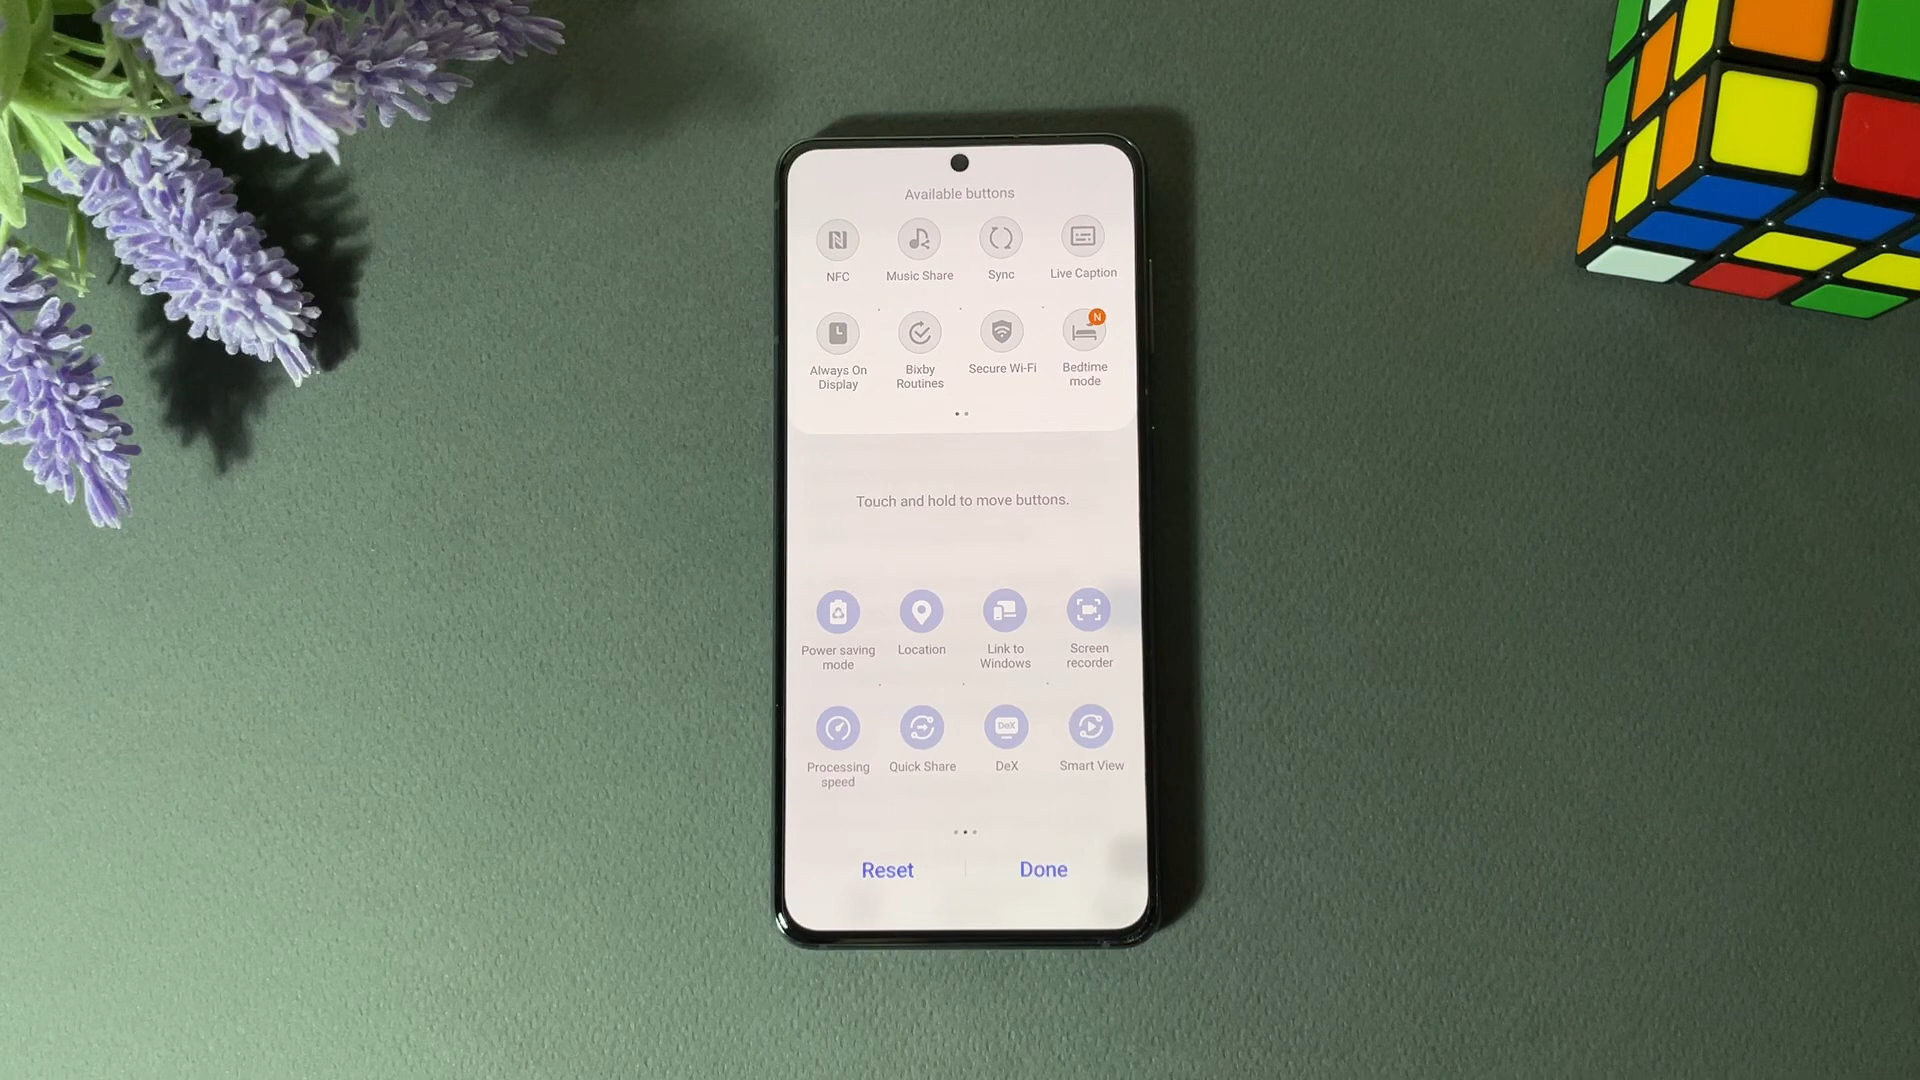 Available buttons
NFC
Music Share
Sync
Live Caption
N
Always On
Display
Bixby
Routines
Secure Wi-Fi
Bedtime
mode
Touch and hold to move buttons.
Power saving
mode
Location
Link to
Windows
Screen
recorder
DeX
Processing
speed
Quick Share
DeX
Smart View
Reset
Done